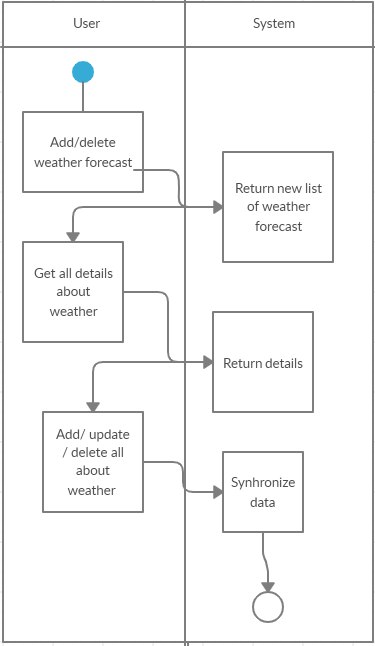 User
System
Add/delete
weather forecast
Return new list
of weather
forecast
Get all details
about
weather
Return details
Add/ update
/ delete all
about
weather
Synhronize
data